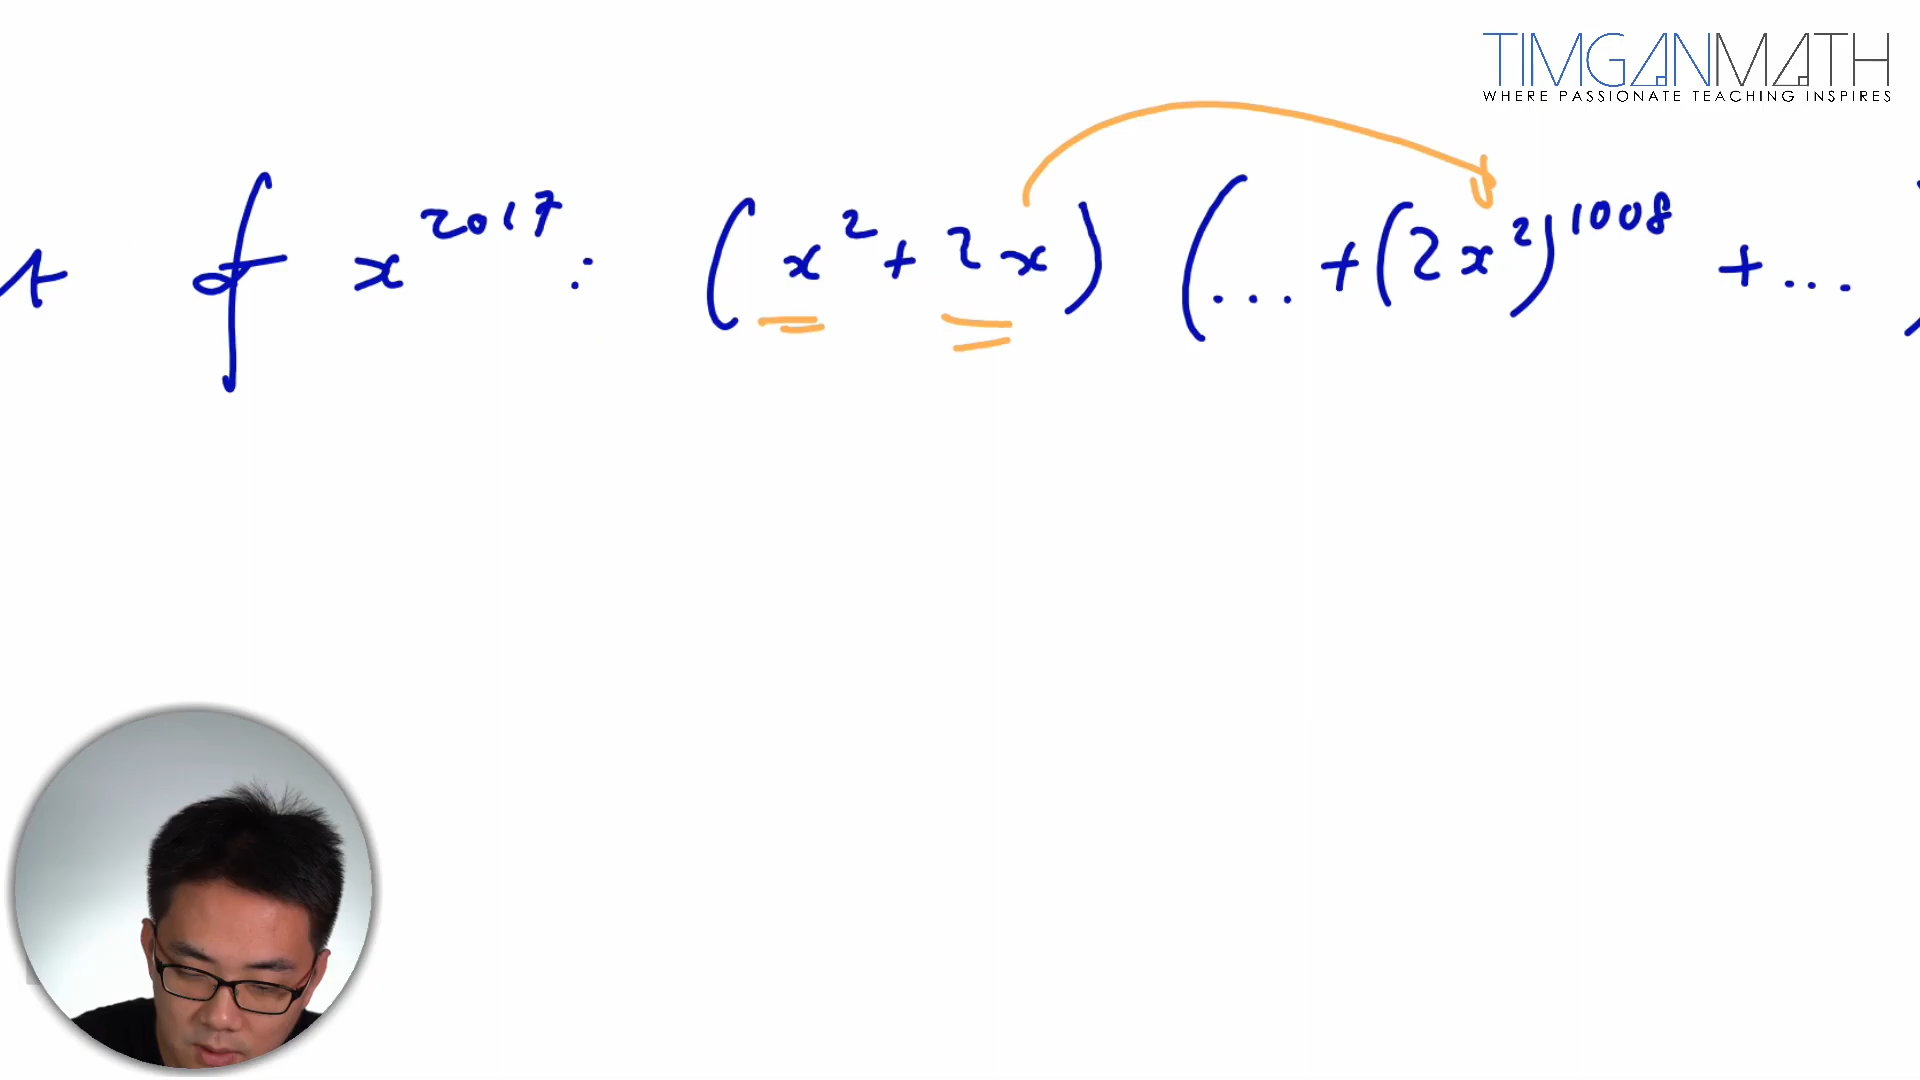 TIMGANMATH
WHERE PASSIONATE TEACHING INSPIRES
of x^2017 : (x^2 + 2x) (... + (2x^2)^1008 + ...